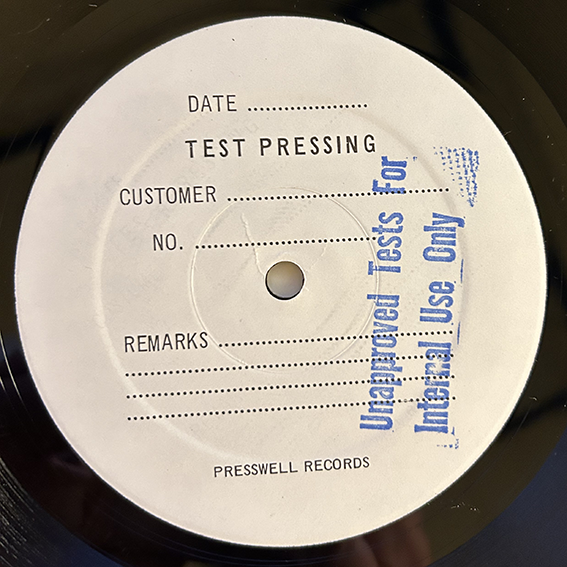 DATE ....................
TEST PRESSING
CUSTOMER ....................................
NO. ..............................
REMARKS .......................................
.......................................................
.......................................................
.......................................................
PRESSWELL RECORDS
Unapproved Tests For
Internal Use Only